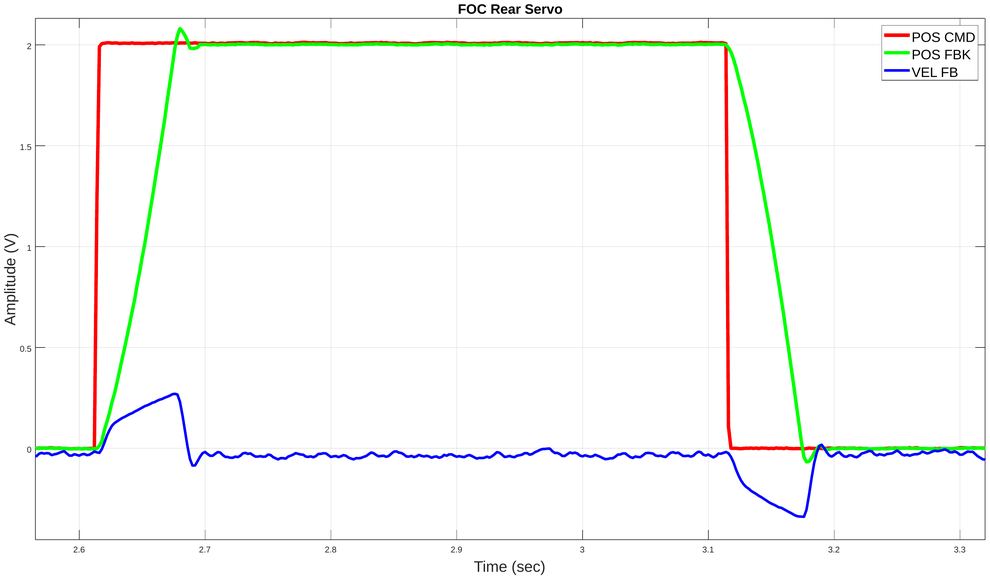 FOC Rear Servo
POS CMD
POS FBK
VEL FB
Amplitude (V)
2
1.5
1
0.5
0
2.6
2.7
2.8
2.9
3
3.1
3.2
3.3
Time (sec)